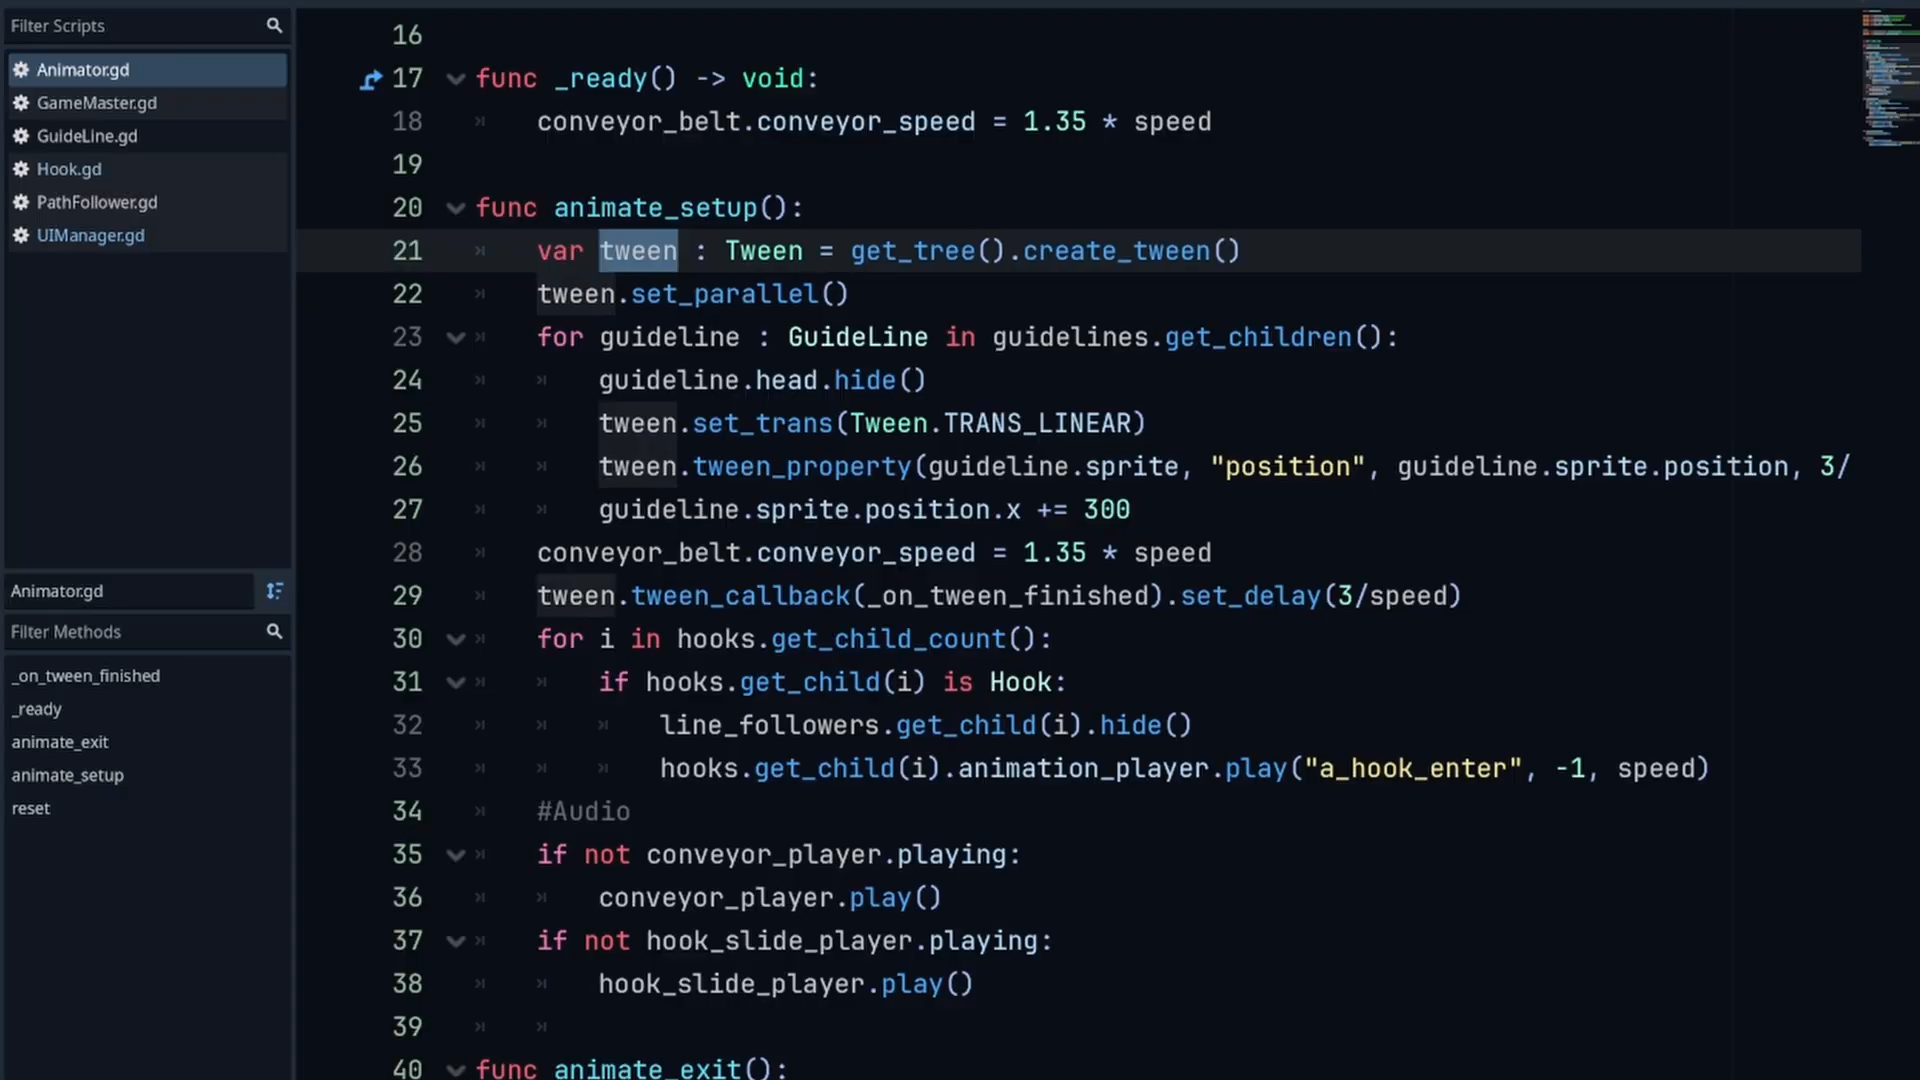 Filter Scripts
Animator.gd
GameMaster.gd
GuideLine.gd
Hook.gd
PathFollower.gd
UIManager.gd
Animator.gd
Filter Methods
_on_tween_finished
_ready
animate_exit
animate_setup
reset
16
17 func _ready() -> void:
18 conveyor_belt.conveyor_speed = 1.35 * speed
19
20 func animate_setup():
21 var tween : Tween = get_tree().create_tween()
22 tween.set_parallel()
23 for guideline : GuideLine in guidelines.get_children():
24 guideline.head.hide()
25 tween.set_trans(Tween.TRANS_LINEAR)
26 tween.tween_property(guideline.sprite, "position", guideline.sprite.position, 3/
27 guideline.sprite.position.x += 300
28 conveyor_belt.conveyor_speed = 1.35 * speed
29 tween.tween_callback(_on_tween_finished).set_delay(3/speed)
30 for i in hooks.get_child_count():
31 if hooks.get_child(i) is Hook:
32 line_followers.get_child(i).hide()
33 hooks.get_child(i).animation_player.play("a_hook_enter", -1, speed)
34 #Audio
35 if not conveyor_player.playing:
36 conveyor_player.play()
37 if not hook_slide_player.playing:
38 hook_slide_player.play()
39
40 func animate_exit():